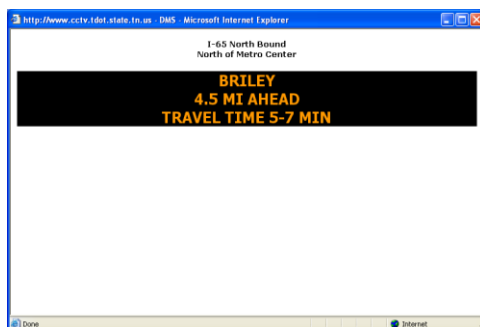 http://www.cctv.tdot.state.tn.us - DMS - Microsoft Internet Explorer
I-65 North Bound
North of Metro Center
BRILEY
4.5 MI AHEAD
TRAVEL TIME 5-7 MIN
Done
Internet